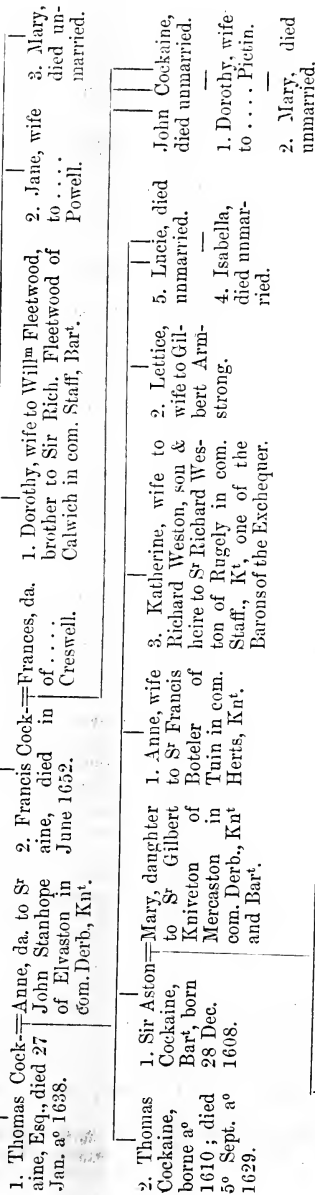 1. Thomas Cock-=Anne, da. to Sr
aine, Esq., died 27
Jan. ao 1638.
John Stanhope
of Elvaston in
com. Derb, Knt.
2. Francis Cock-=Frances, da.
aine, died in
June 1652.
of . . . .
Creswell.
1. Dorothy, wife to Willm Fleetwood,
brother to Sir Rich. Fleetwood of
Calwich in com. Staff, Bart.
2. Jane, wife
to . . . .
Powell.
3. Mary,
died un-
married.
2. Thomas
Cockaine,
borne ao
1610 ; died
5o Sept. ao
1629.
1. Sir Aston=Mary, daughter
Cockaine,
Bart, born
28 Dec.
1608.
to Sr Gilbert
Kniveton of
Mercaston in
com. Derb., Knt
and Bart.
1. Anne, wife
to Sr Francis
Boteler of
Tuin in com.
Herts, Knt.
3. Katherine, wife to
Richard Weston, son &
heire to Sr Richard Wes-
ton of Rugely in com.
Staff., Kt, one of the
Barons of the Exchequer.
2. Lettice,
wife to Gil-
bert Arm-
strong.
5. Lucie, died
unmarried.
—
4. Isabella,
died unmar-
ried.
John Cockaine,
died unmarried.
—
1. Dorothy, wife
to . . . . Pictin.
—
2. Mary, died
unmarried.